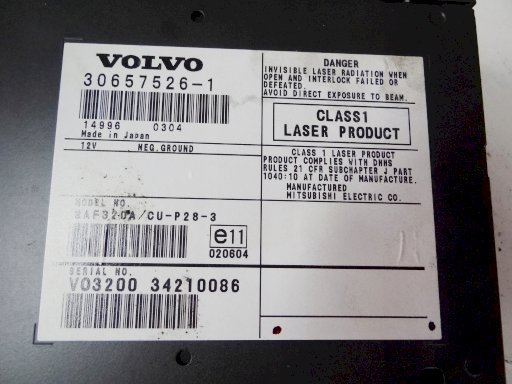 VOLVO
30657526-1
14996 0304
Made in Japan
12V NEG.GROUND
MODEL NO.
CU-P28-3
e11
020604
SERIAL NO.
VO3200 34210086
DANGER
INVISIBLE LASER RADIATION WHEN
OPEN AND INTERLOCK FAILED OR
DEFEATED.
AVOID DIRECT EXPOSURE TO BEAM.
CLASS1
LASER PRODUCT
CLASS 1 LASER PRODUCT
PRODUCT COMPLIES WITH DHHS
RULES 21 CFR SUBCHAPTER J PART
1040:10 AT DATE OF MANUFACTURE.
MANUFACTURED
MITSUBISHI ELECTRIC CO.